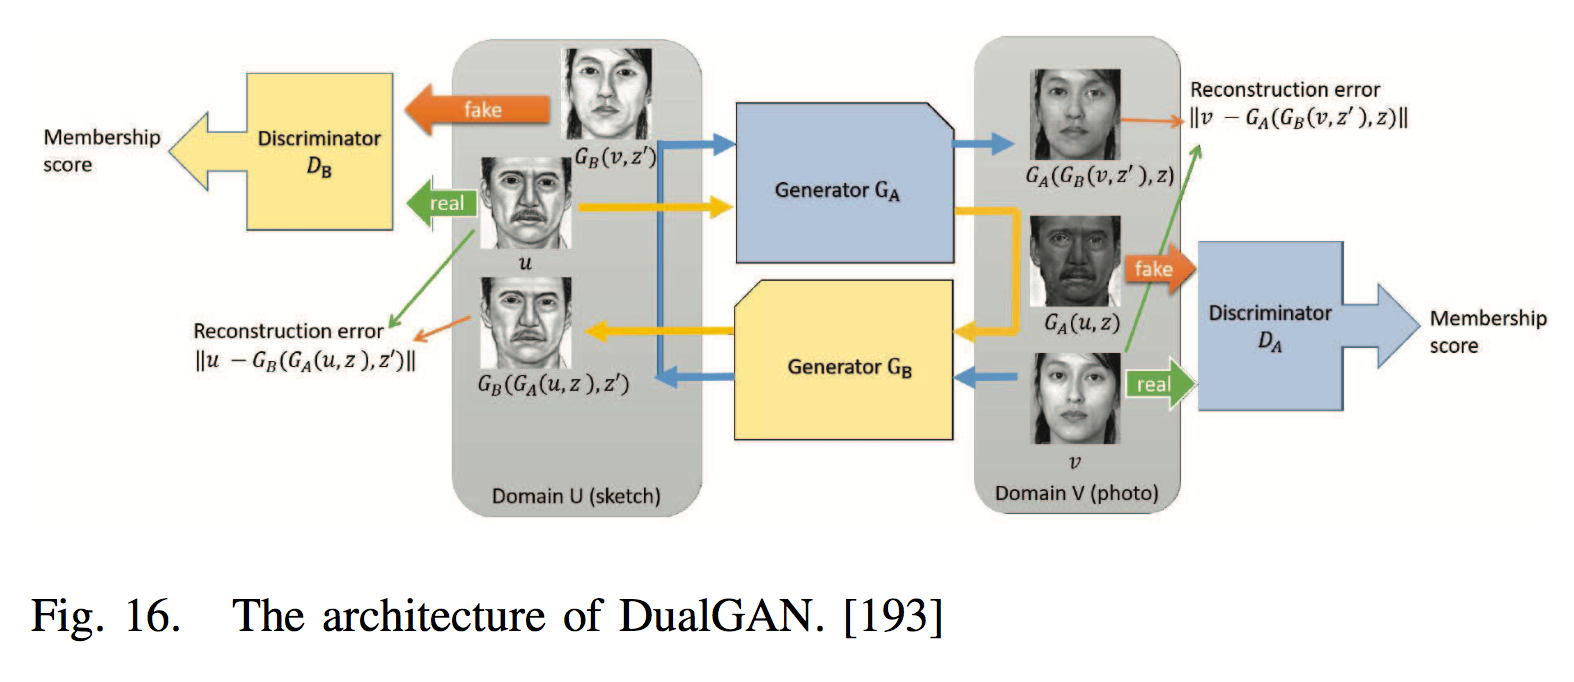 Membership
score
Discriminator
D_B
fake
real
G_B(v, z′)
u
G_B(G_A(u, z ), z′)
Reconstruction error
‖u − G_B(G_A(u, z ), z′)‖
Domain U (sketch)
Generator G_A
Generator G_B
G_A(G_B(v, z′ ), z)
G_A(u, z)
v
Domain V (photo)
Reconstruction error
‖v − G_A(G_B(v, z′ ), z)‖
fake
real
Discriminator
D_A
Membership
score
Fig. 16. The architecture of DualGAN. [193]